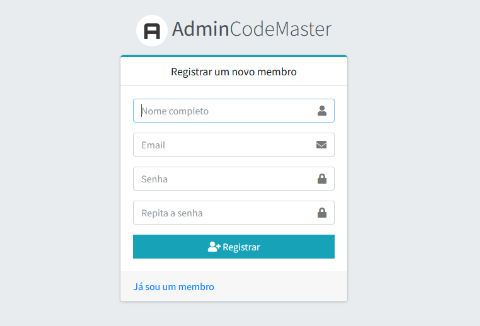 AdminCodeMaster
Registrar um novo membro
Nome completo
Email
Senha
Repita a senha
Registrar
Já sou um membro